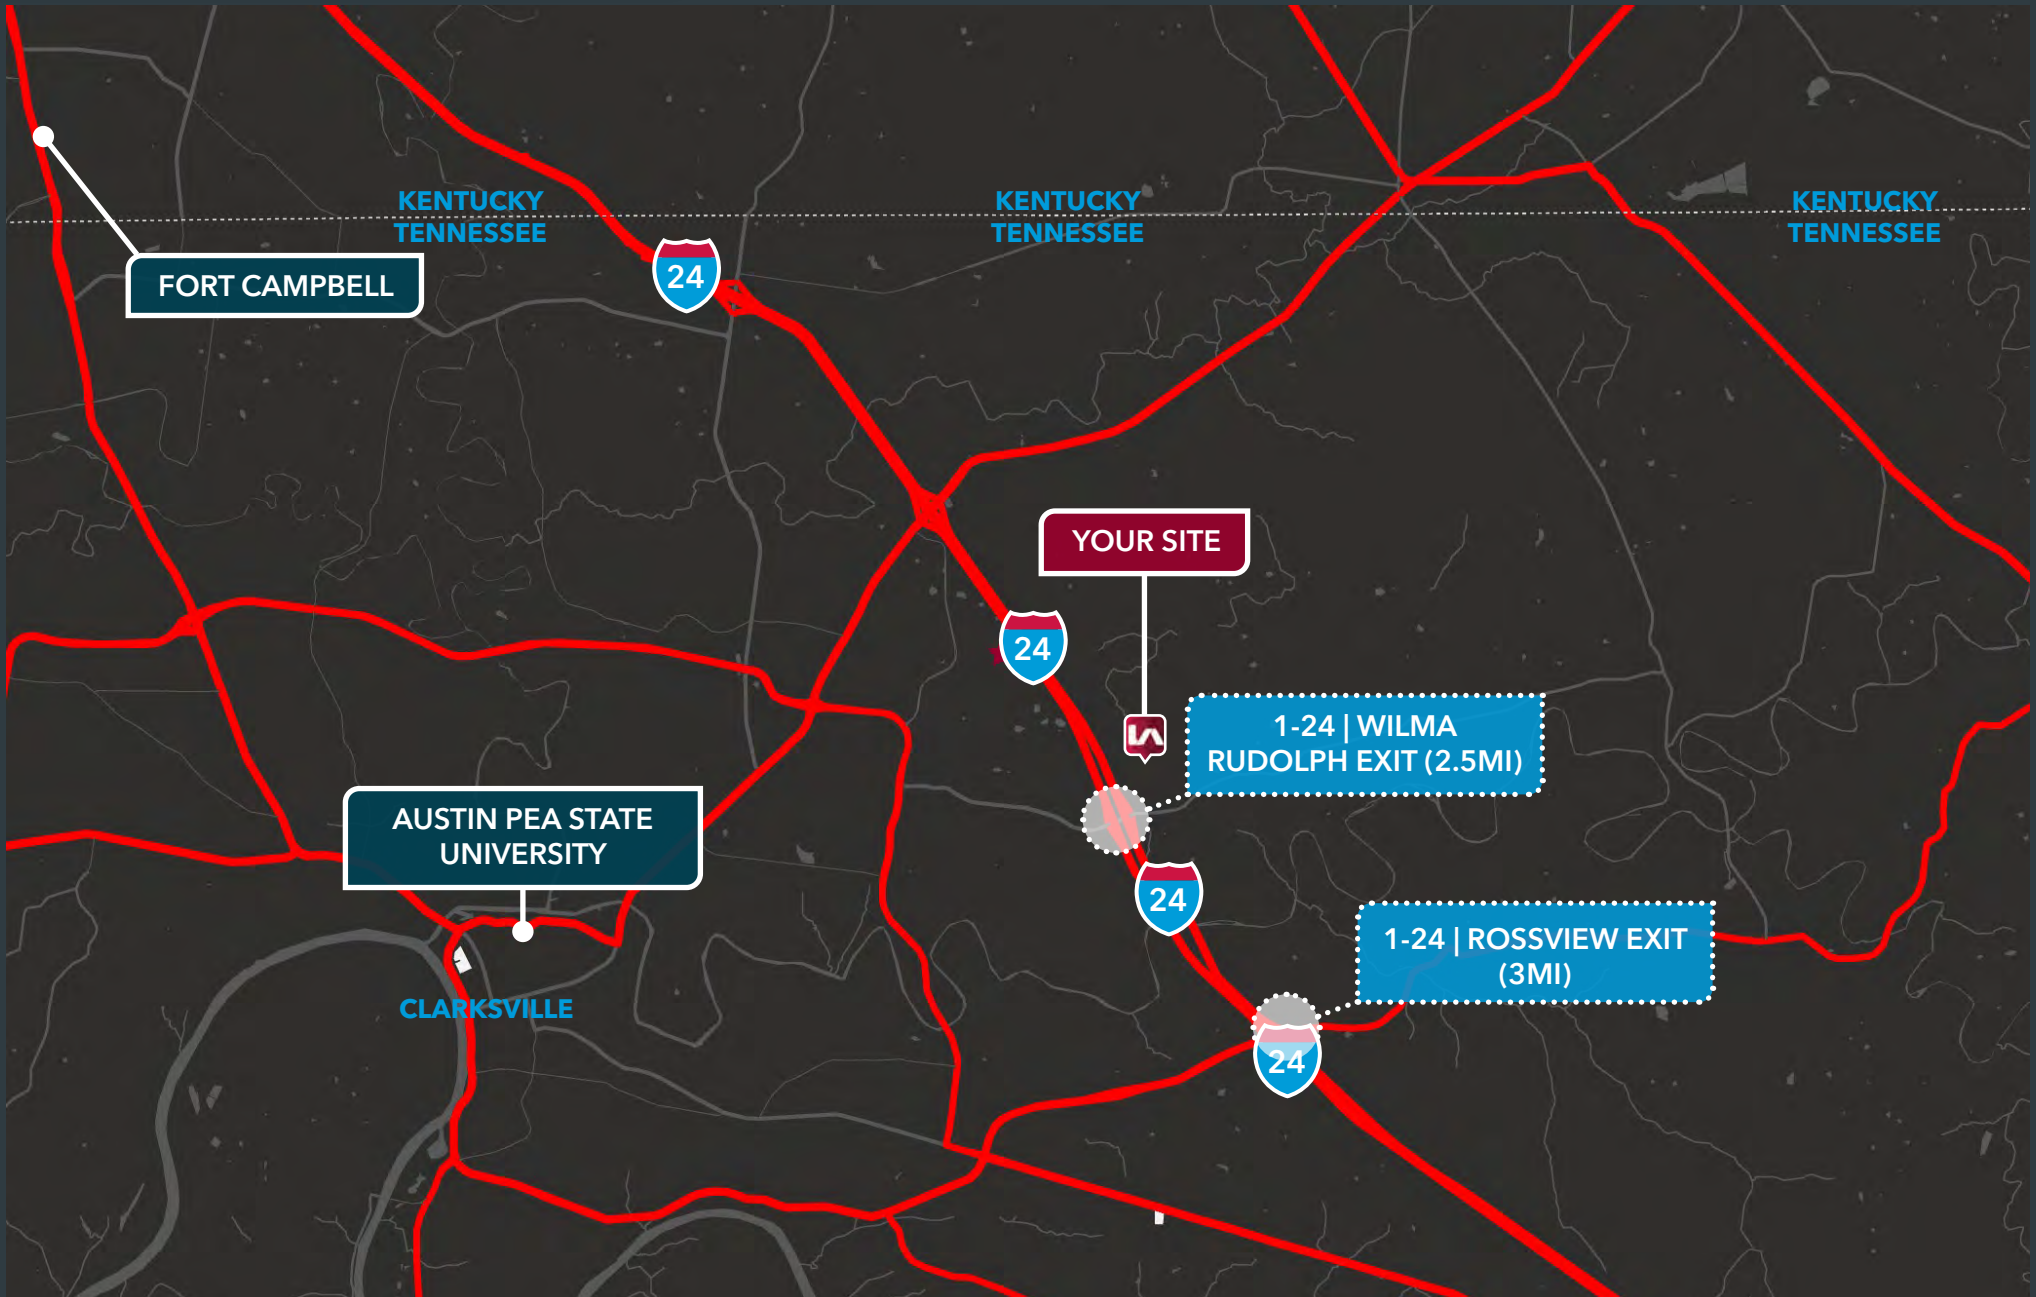 KENTUCKY
TENNESSEE
KENTUCKY
TENNESSEE
KENTUCKY
TENNESSEE
24
FORT CAMPBELL
YOUR SITE
24
LA
1-24 | WILMA
RUDOLPH EXIT (2.5MI)
AUSTIN PEA STATE
UNIVERSITY
24
1-24 | ROSSVIEW EXIT
(3MI)
CLARKSVILLE
24